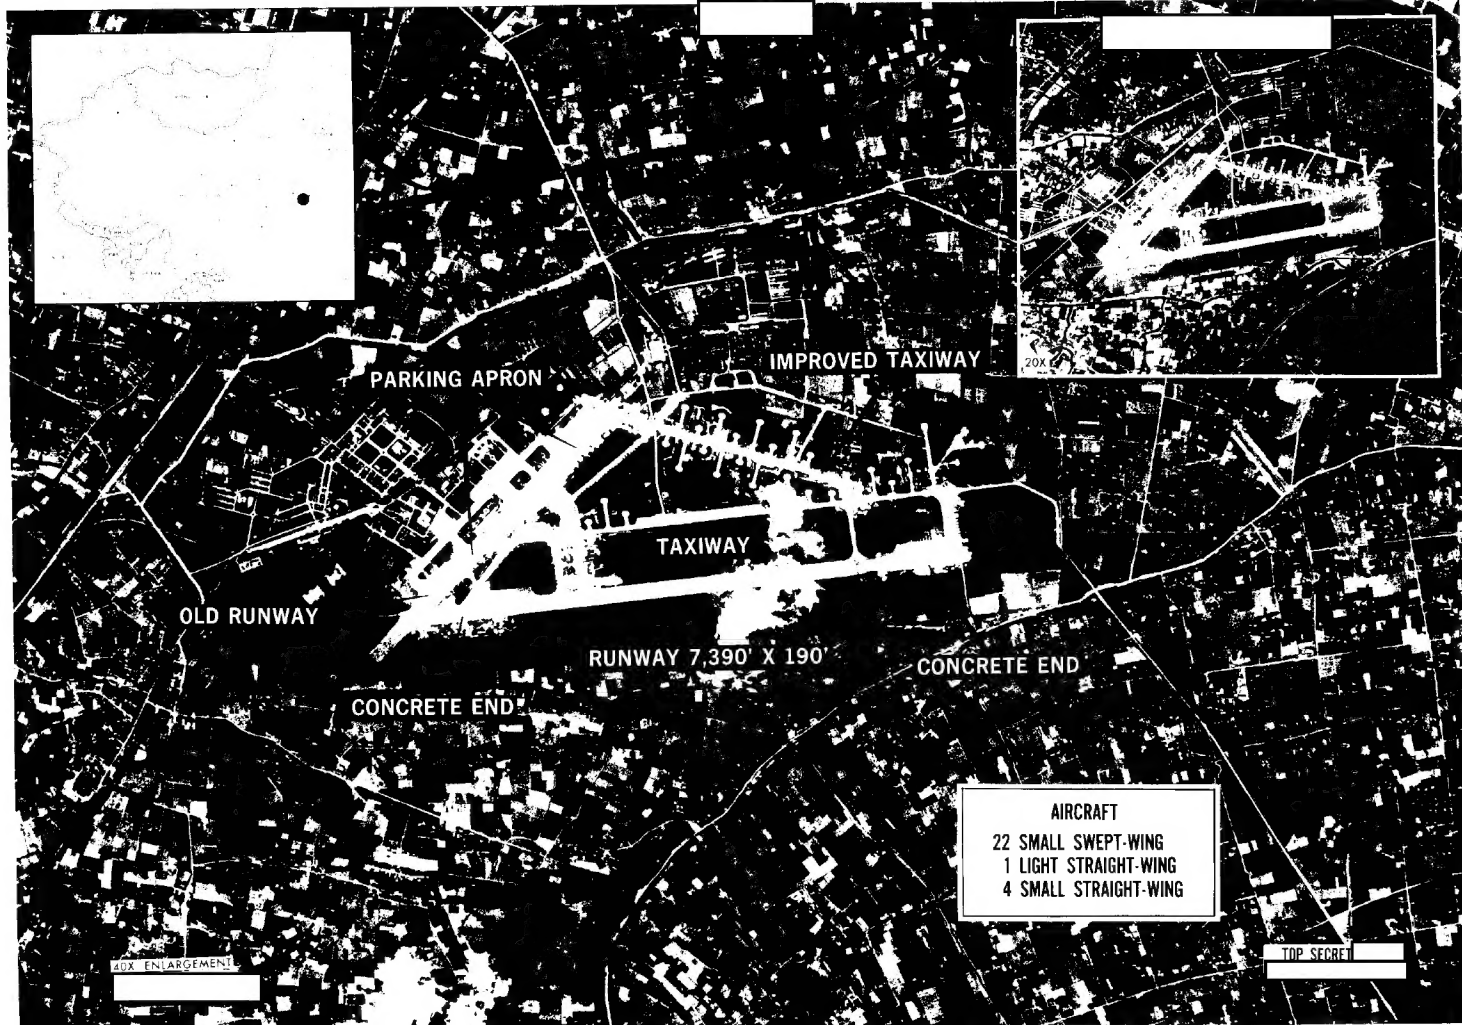 20X
PARKING APRON
IMPROVED TAXIWAY
TAXIWAY
OLD RUNWAY
RUNWAY 7,390' X 190'
CONCRETE END
CONCRETE END
AIRCRAFT
22 SMALL SWEPT-WING
1 LIGHT STRAIGHT-WING
4 SMALL STRAIGHT-WING
40X ENLARGEMENT
TOP SECRET